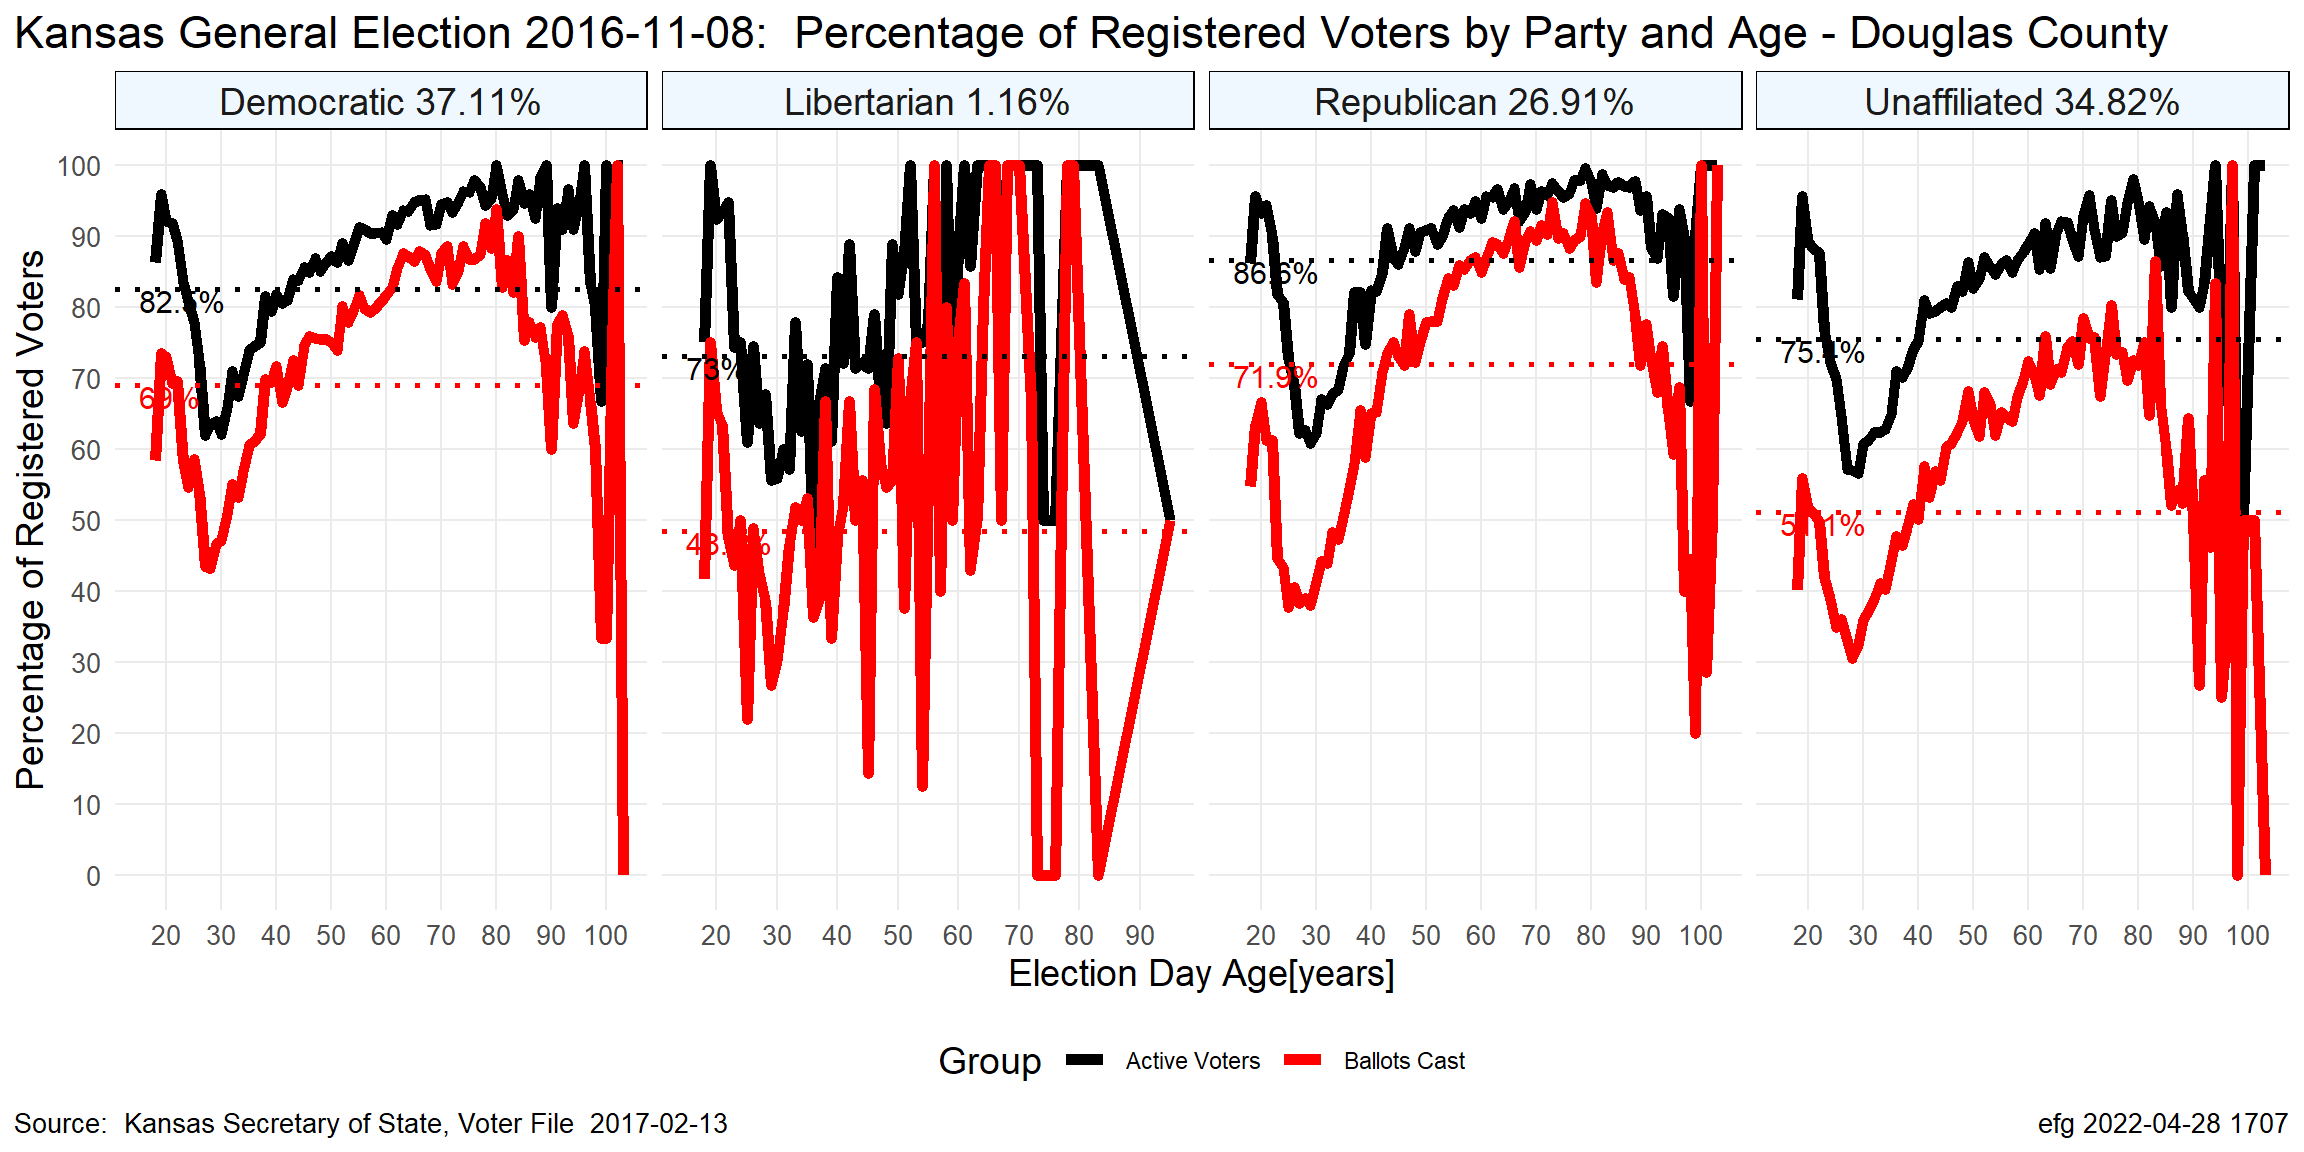 Kansas General Election 2016-11-08:  Percentage of Registered Voters by Party and Age - Douglas County
Democratic 37.11%
Libertarian 1.16%
Republican 26.91%
Unaffiliated 34.82%
Percentage of Registered Voters
100
90
80
70
60
50
40
30
20
10
0
73%
86.6%
71.9%
20 30 40 50 60 70 80 90 100
20 30 40 50 60 70 80 90
20 30 40 50 60 70 80 90 100
20 30 40 50 60 70 80 90 100
Election Day Age[years]
Group Active Voters Ballots Cast
Source:  Kansas Secretary of State, Voter File  2017-02-13
efg 2022-04-28 1707